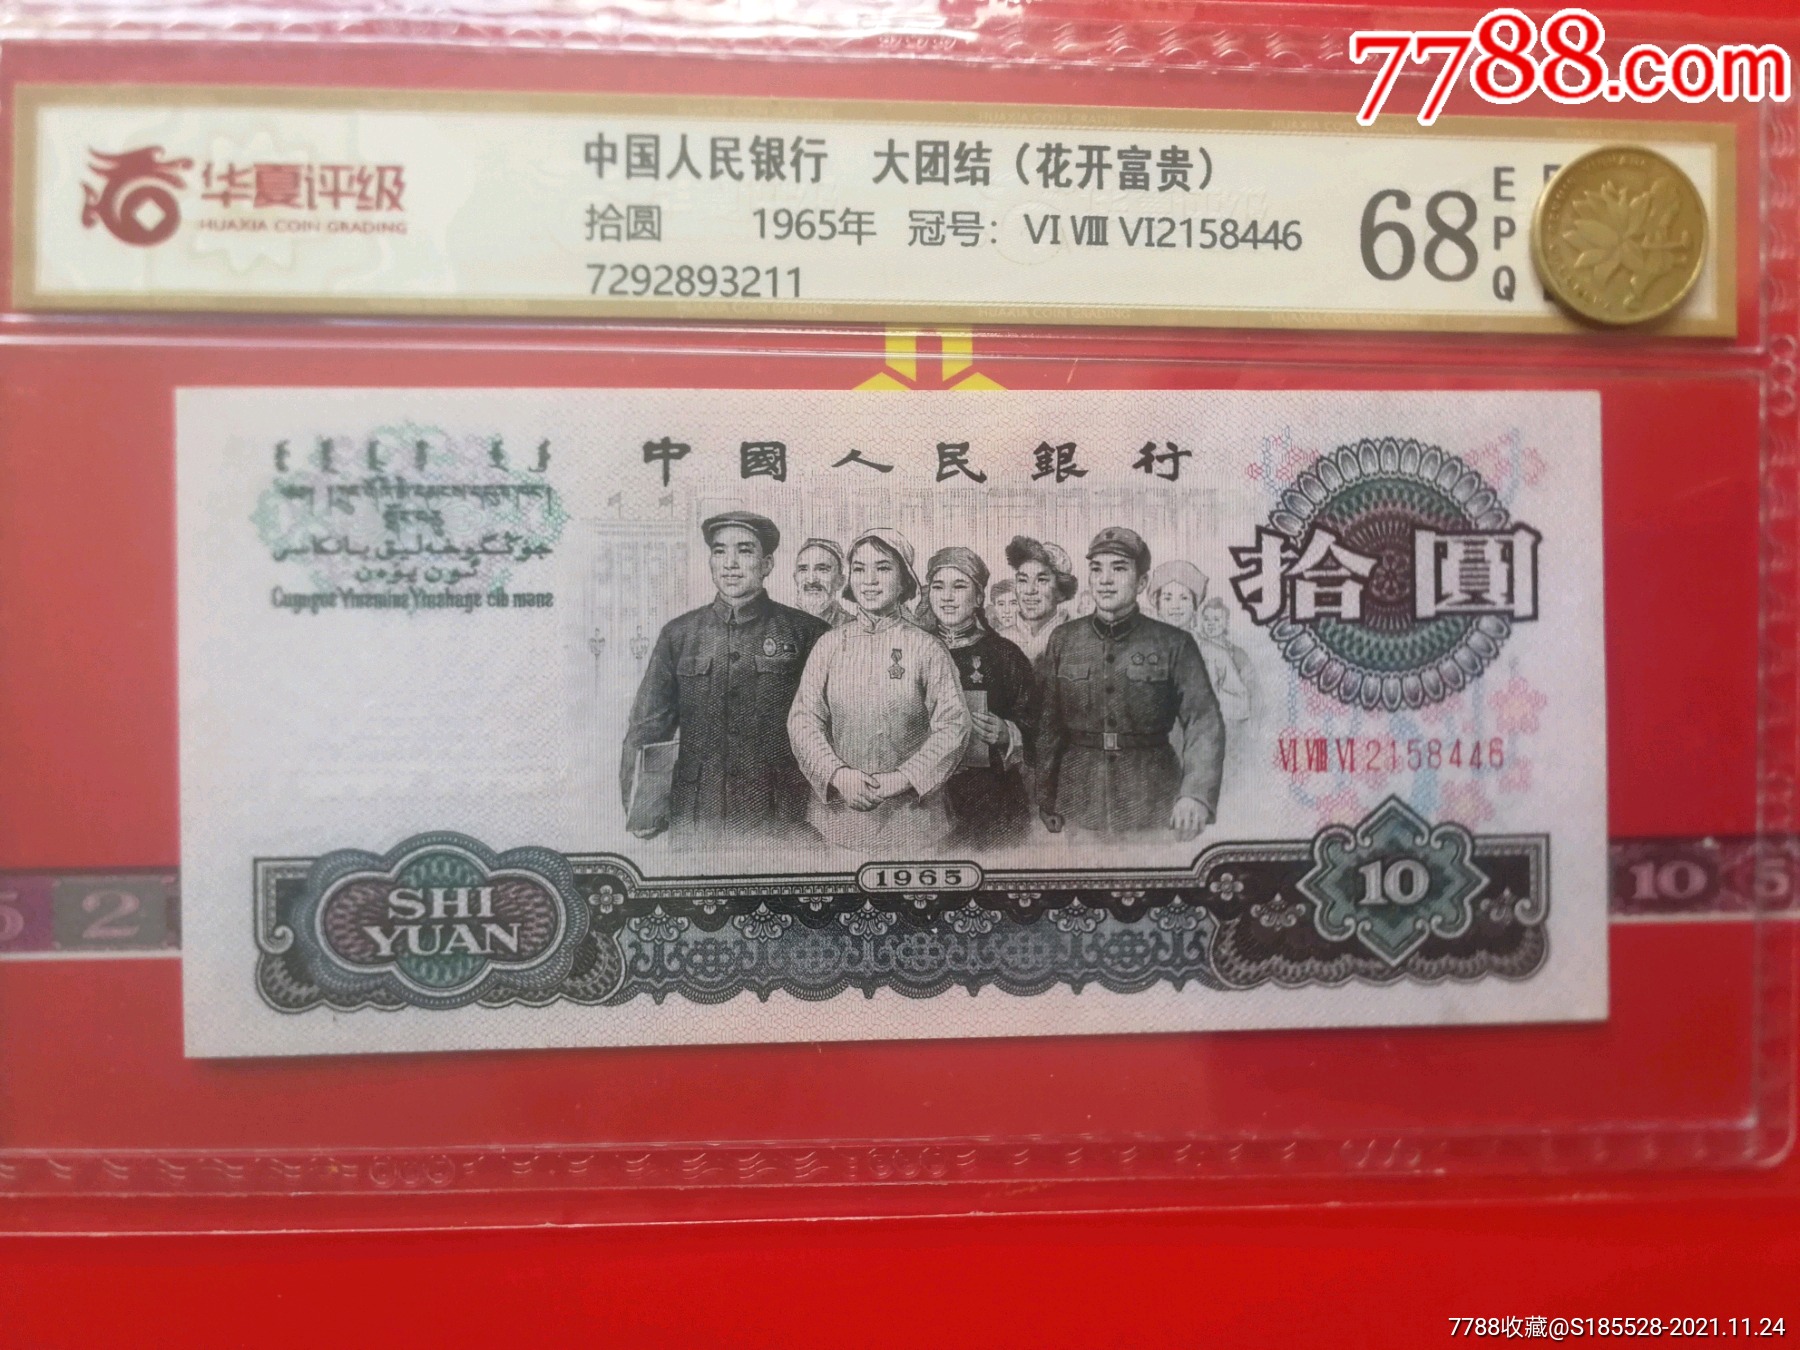 7788.com
华夏评级
HUAXIA COIN GRADING
中国人民银行 大团结（花开富贵）
拾圆 1965年 冠号：VI VIII VI2158446
7292893211
68
EPQ
中國人民銀行
拾圓
VI VIII VI 2158446
1965
SHI
YUAN
10
2
10
5
7788收藏@S185528-2021.11.24